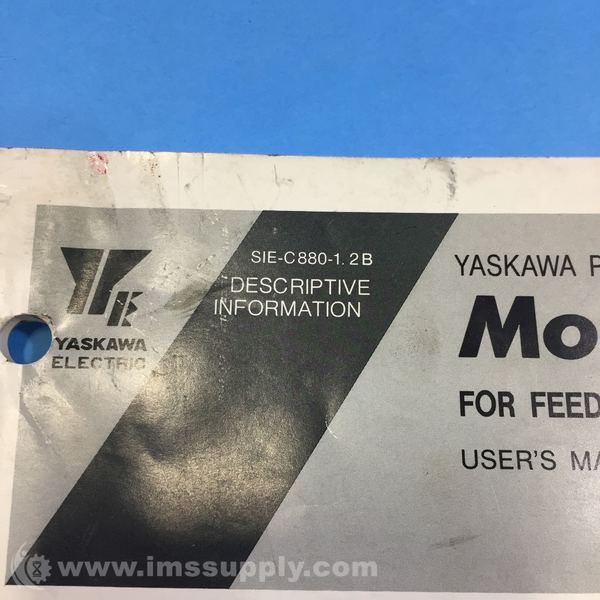 SIE-C880-1.2B
DESCRIPTIVE
INFORMATION
YASKAWA
ELECTRIC
YASKAWA P
Mo
FOR FEED
USER'S MA
www.imssupply.com